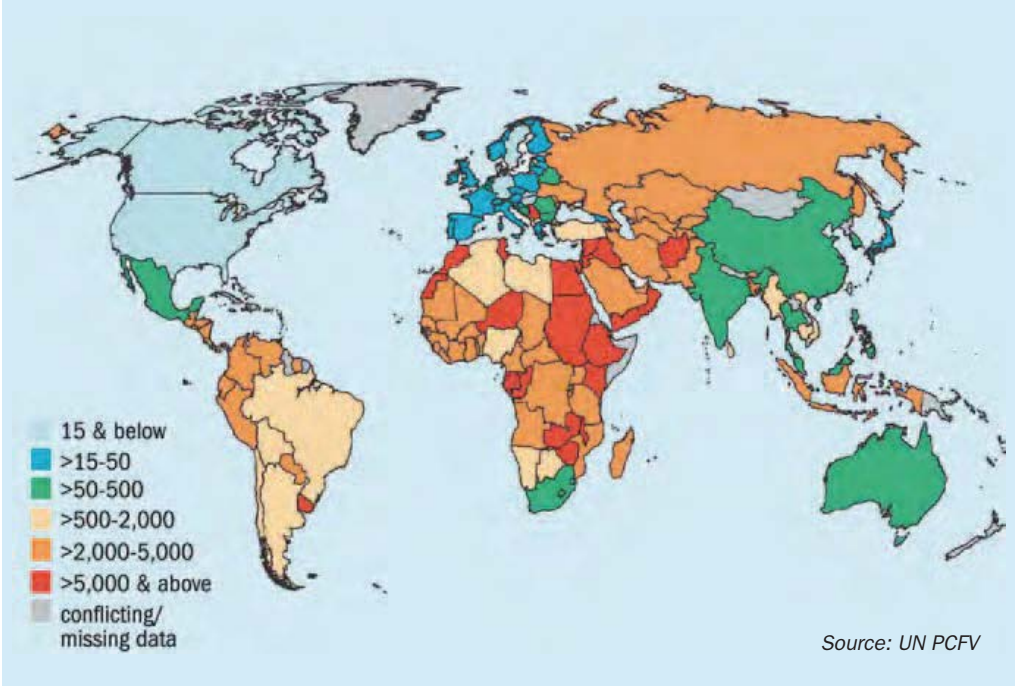 15 & below
>15-50
>50-500
>500-2,000
>2,000-5,000
>5,000 & above
conflicting/
missing data
Source: UN PCFV